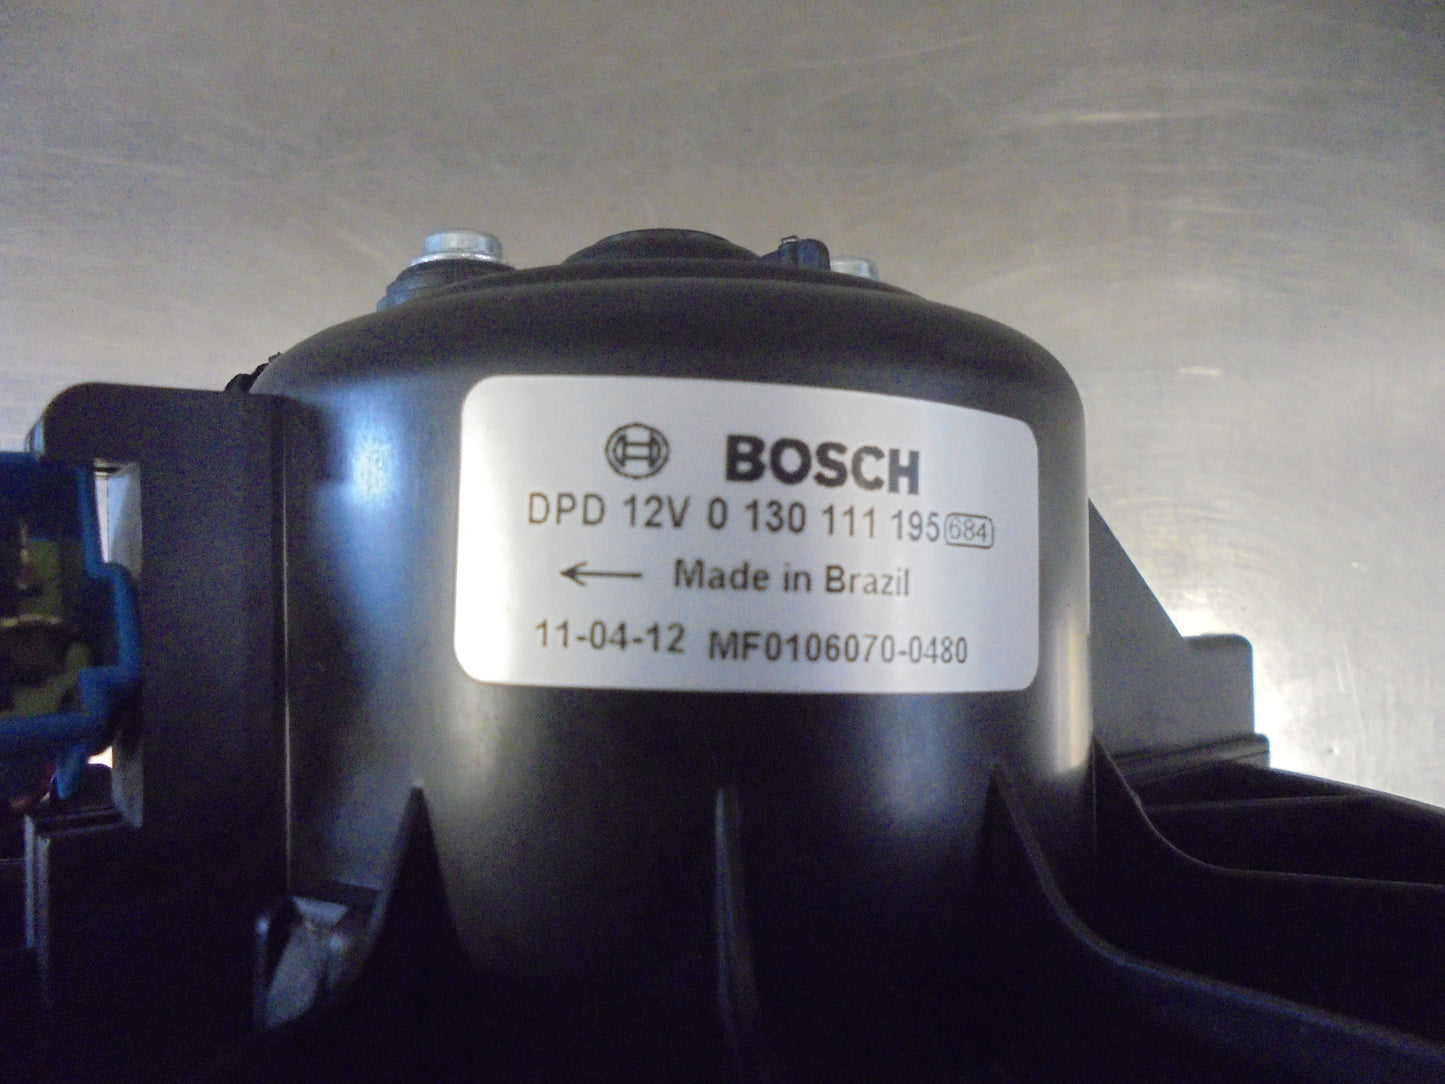 BOSCH
DPD 12V 0 130 111 195 684
← Made in Brazil
11-04-12 MF0106070-0480